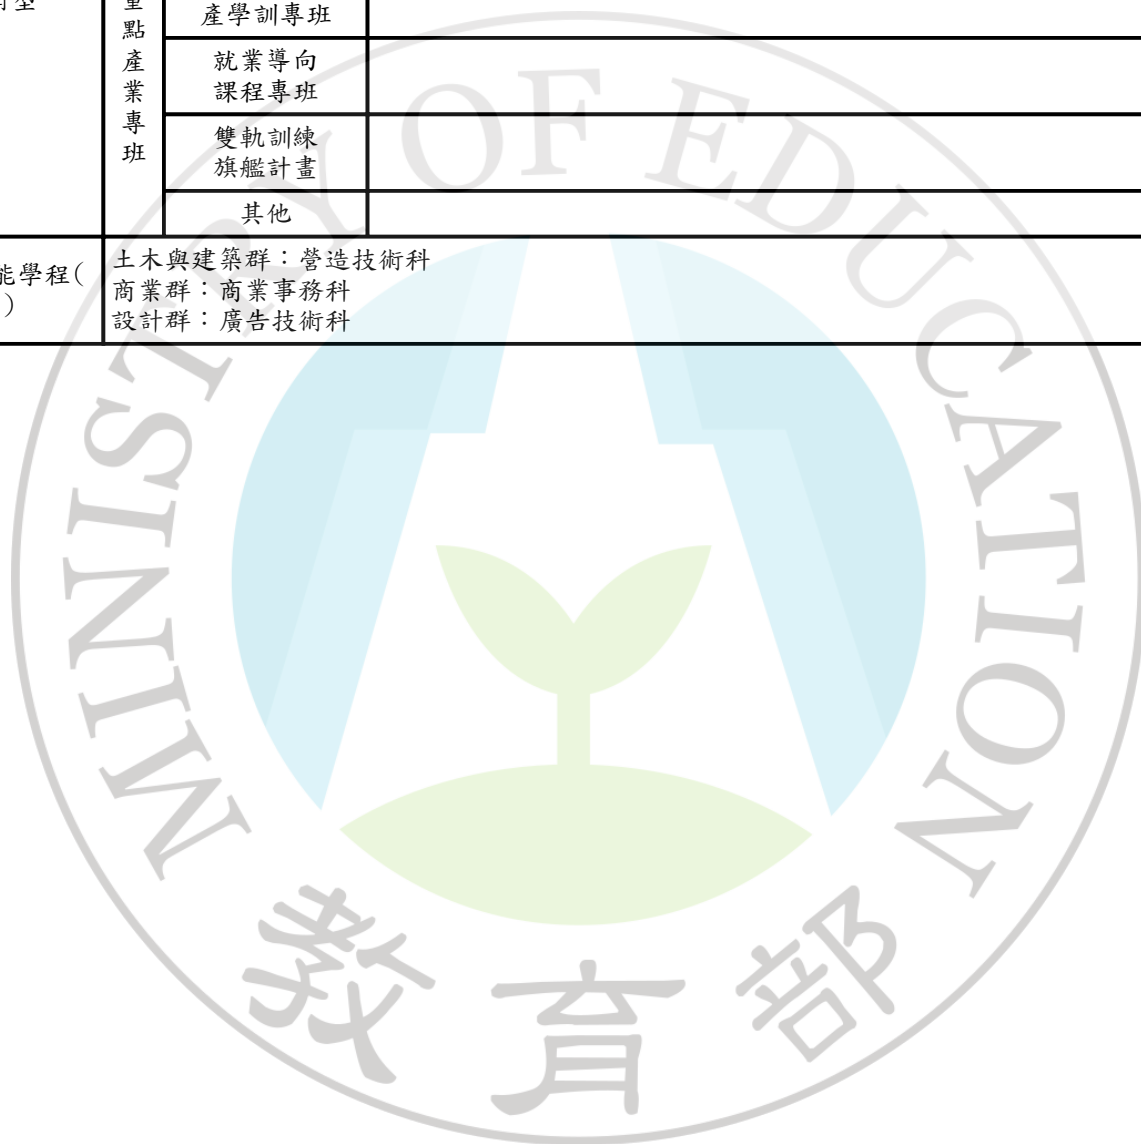 產學訓專班
重
點
產
業
專
班
就業導向
課程專班
雙軌訓練
旗艦計畫
其他
能學程(
)
土木與建築群：營造技術科
商業群：商業事務科
設計群：廣告技術科
MINISTRY OF EDUCATION
教育部